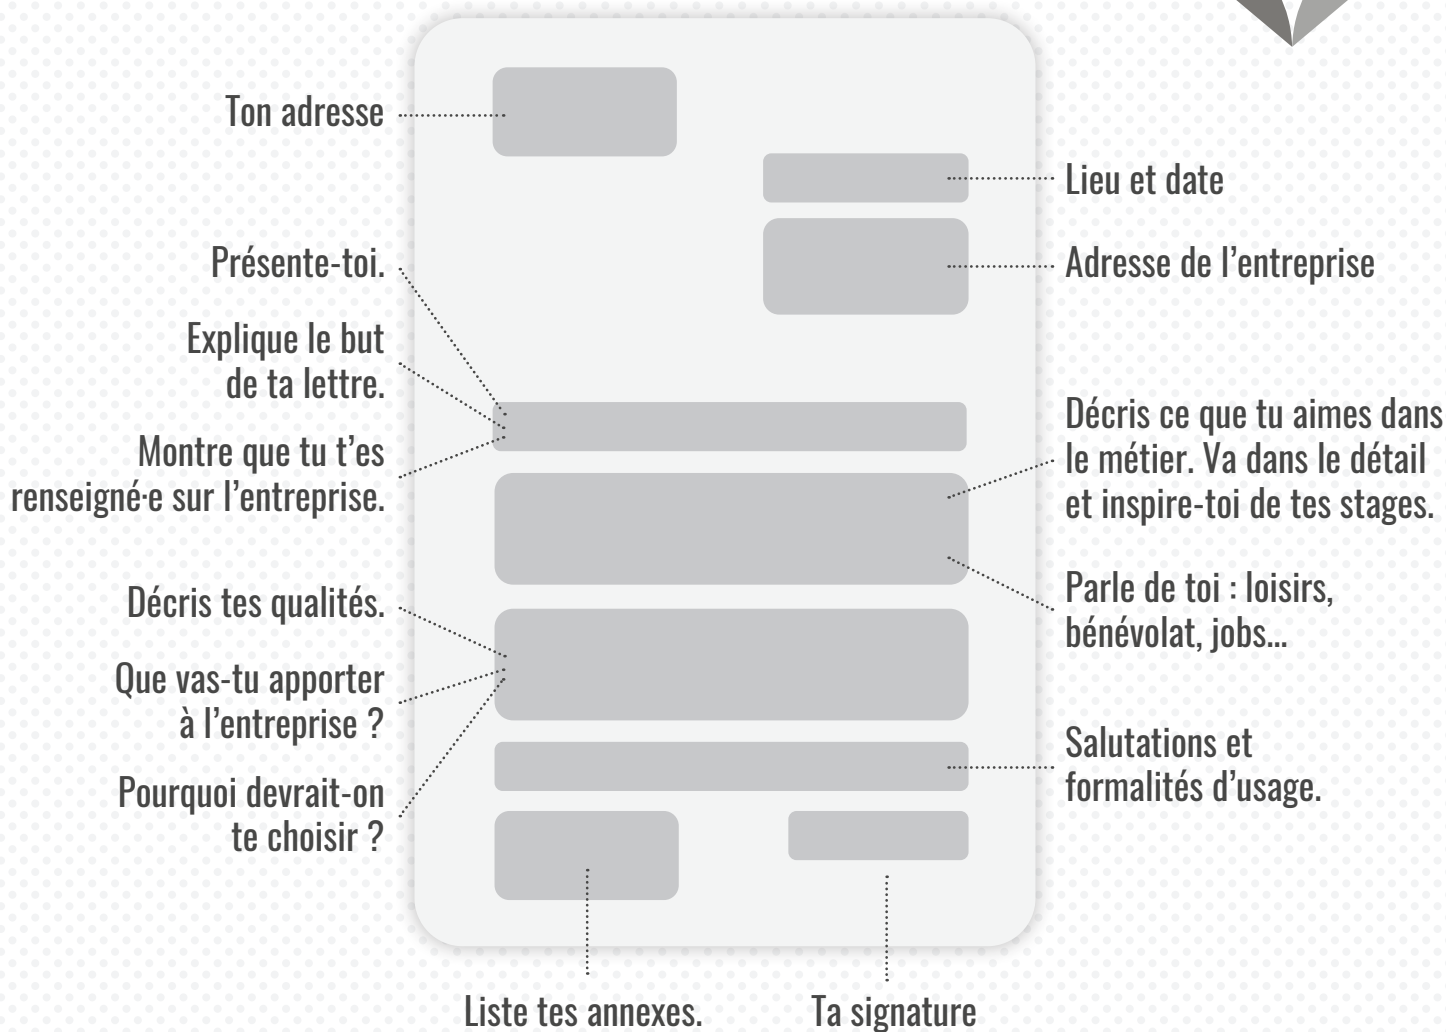 Ton adresse
Lieu et date
Présente-toi.
Adresse de l’entreprise
Explique le but
de ta lettre.
Montre que tu t’es
renseigné·e sur l’entreprise.
Décris ce que tu aimes dans
le métier. Va dans le détail
et inspire-toi de tes stages.
Parle de toi : loisirs,
bénévolat, jobs...
Décris tes qualités.
Que vas-tu apporter
à l’entreprise ?
Pourquoi devrait-on
te choisir ?
Salutations et
formalités d’usage.
Liste tes annexes.
Ta signature